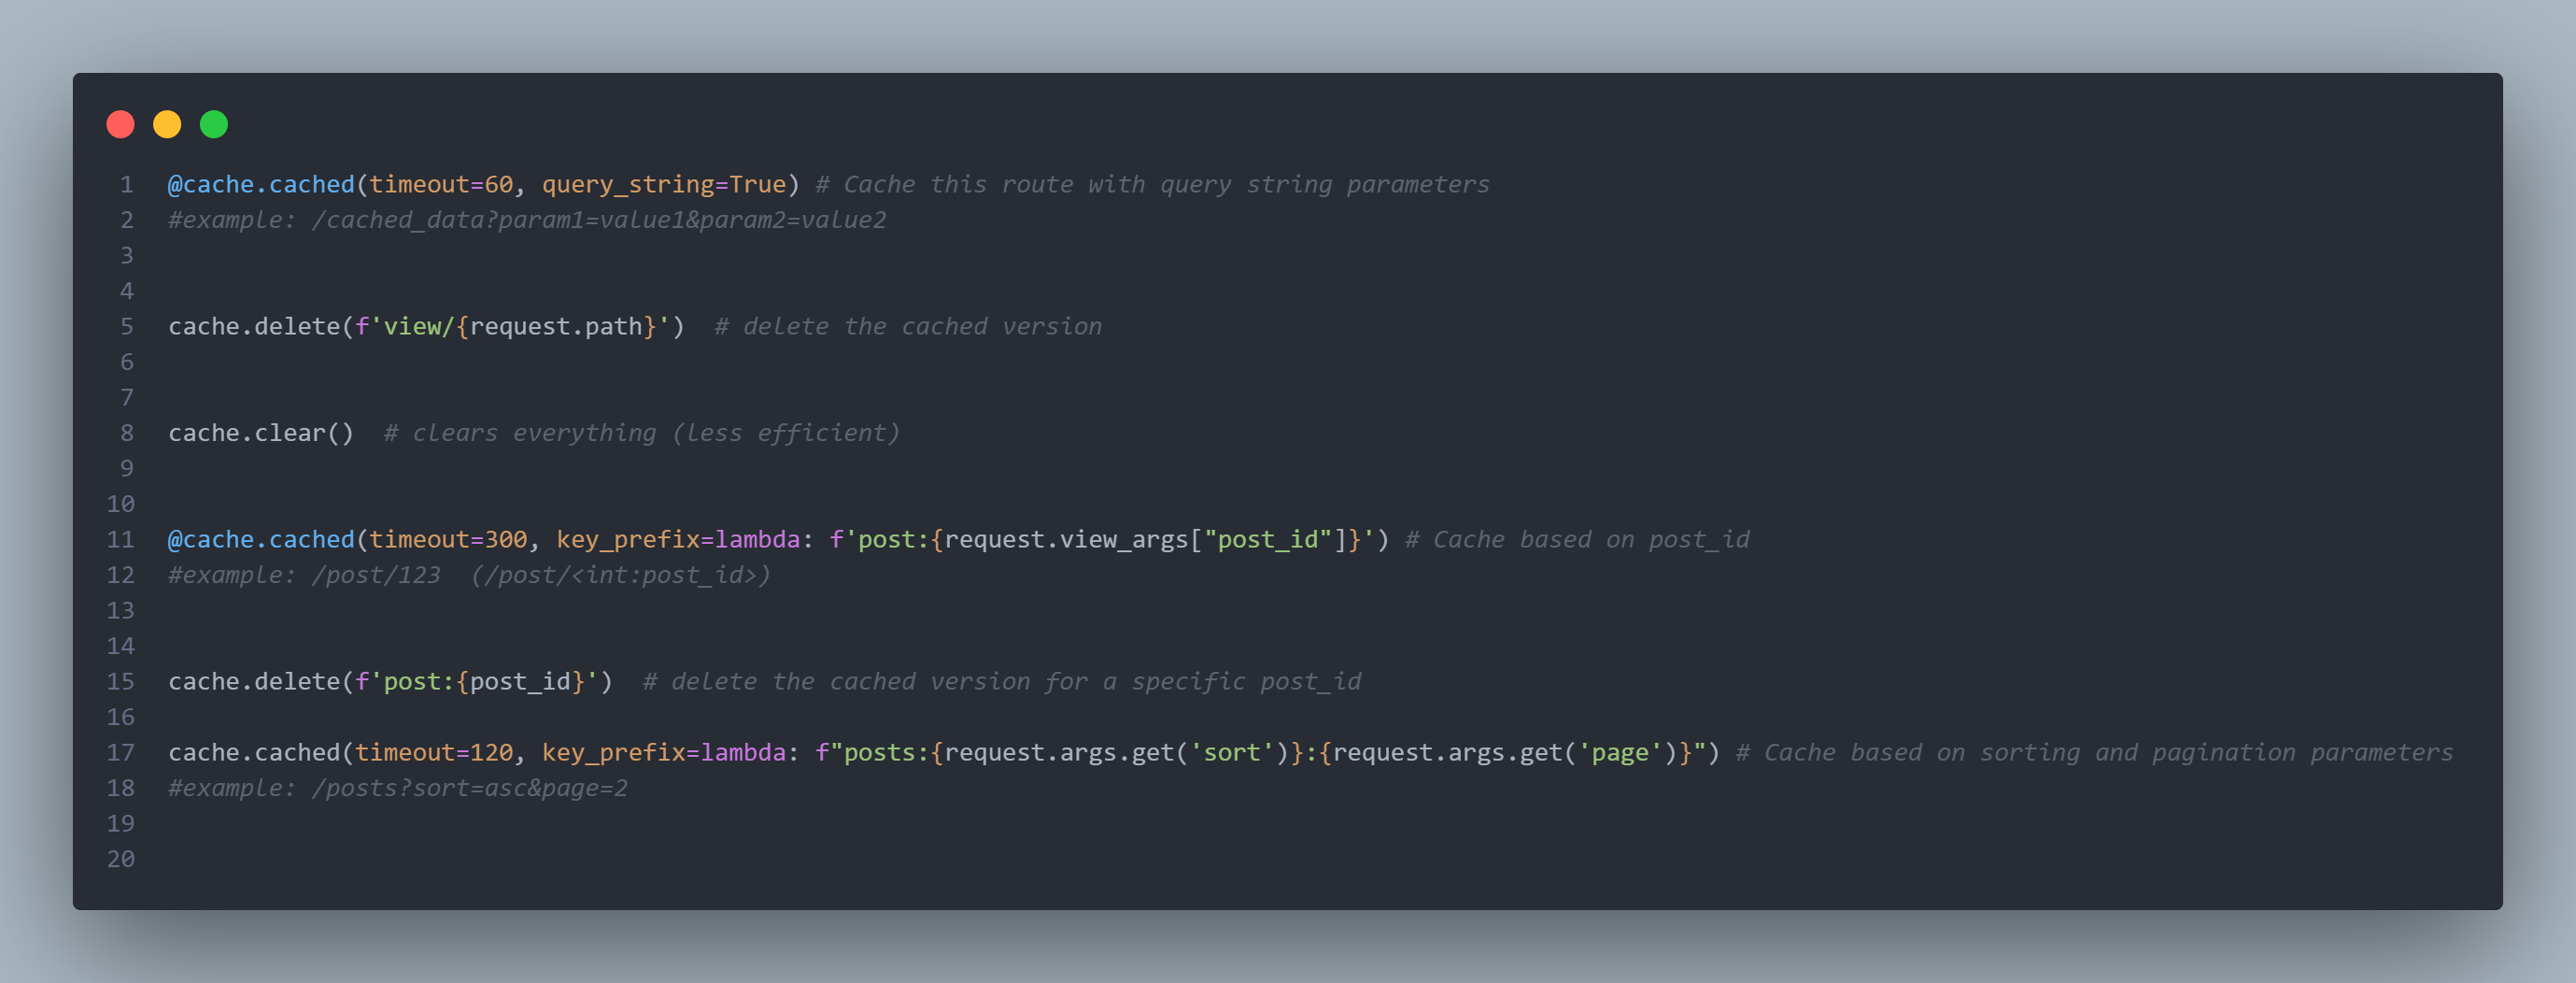 1 @cache.cached(timeout=60, query_string=True) # Cache this route with query string parameters
2 #example: /cached_data?param1=value1&param2=value2
3
4
5 cache.delete(f'view/{request.path}')  # delete the cached version
6
7
8 cache.clear()  # clears everything (less efficient)
9
10
11 @cache.cached(timeout=300, key_prefix=lambda: f'post:{request.view_args["post_id"]}') # Cache based on post_id
12 #example: /post/123  (/post/<int:post_id>)
13
14
15 cache.delete(f'post:{post_id}')  # delete the cached version for a specific post_id
16
17 cache.cached(timeout=120, key_prefix=lambda: f"posts:{request.args.get('sort')}:{request.args.get('page')}") # Cache based on sorting and pagination parameters
18 #example: /posts?sort=asc&page=2
19
20